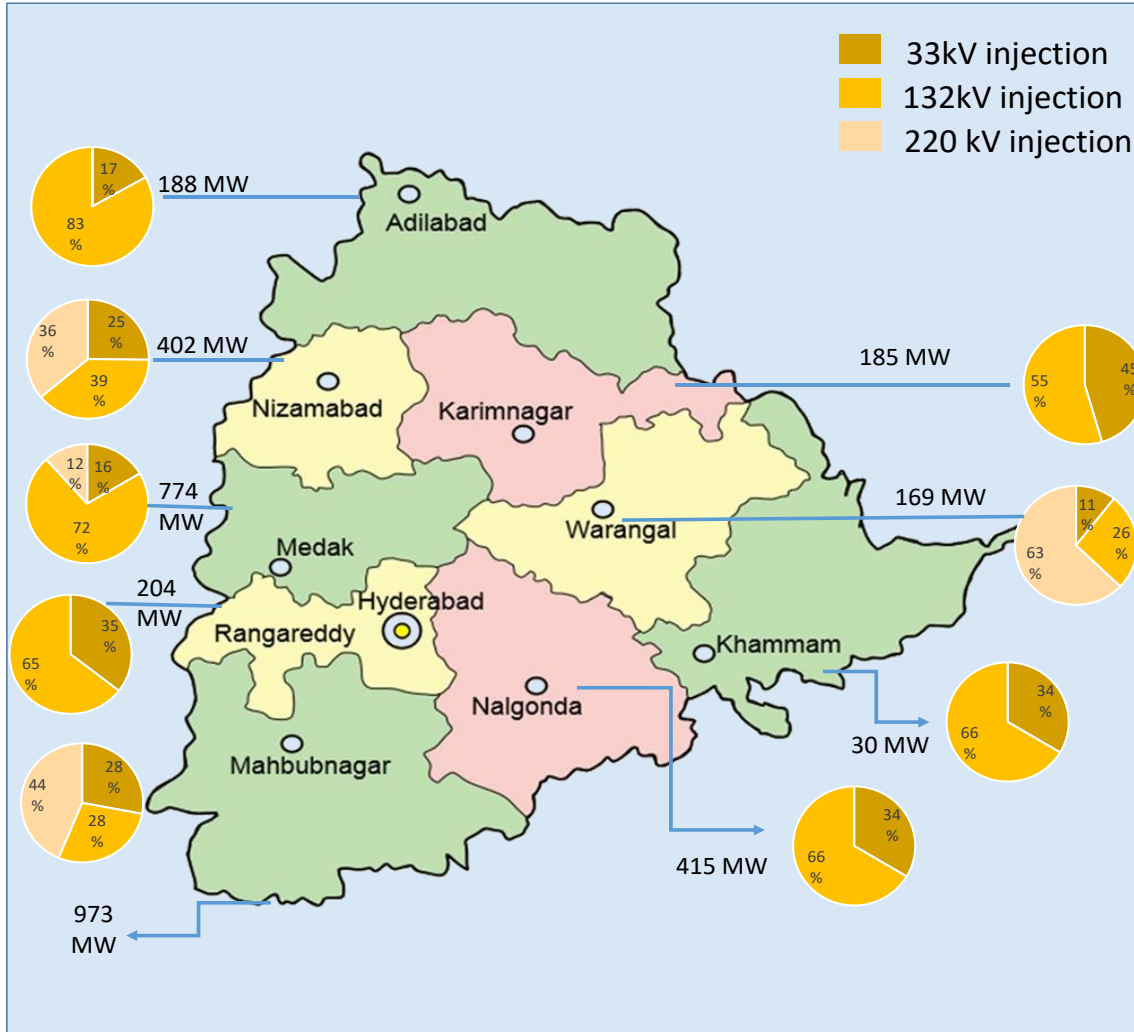 33kV injection
132kV injection
220 kV injection
17
%
83
%
188 MW
Adilabad
36
%
25
%
39
%
402 MW
Nizamabad
Karimnagar
185 MW
55
%
45
%
12
%
16
%
72
%
774
MW
Medak
Warangal
169 MW
11
%
26
%
63
%
204
MW
35
%
65
%
Hyderabad
Rangareddy
Khammam
Nalgonda
30 MW
34
%
66
%
Mahbubnagar
44
%
28
%
28
%
415 MW
34
%
66
%
973
MW